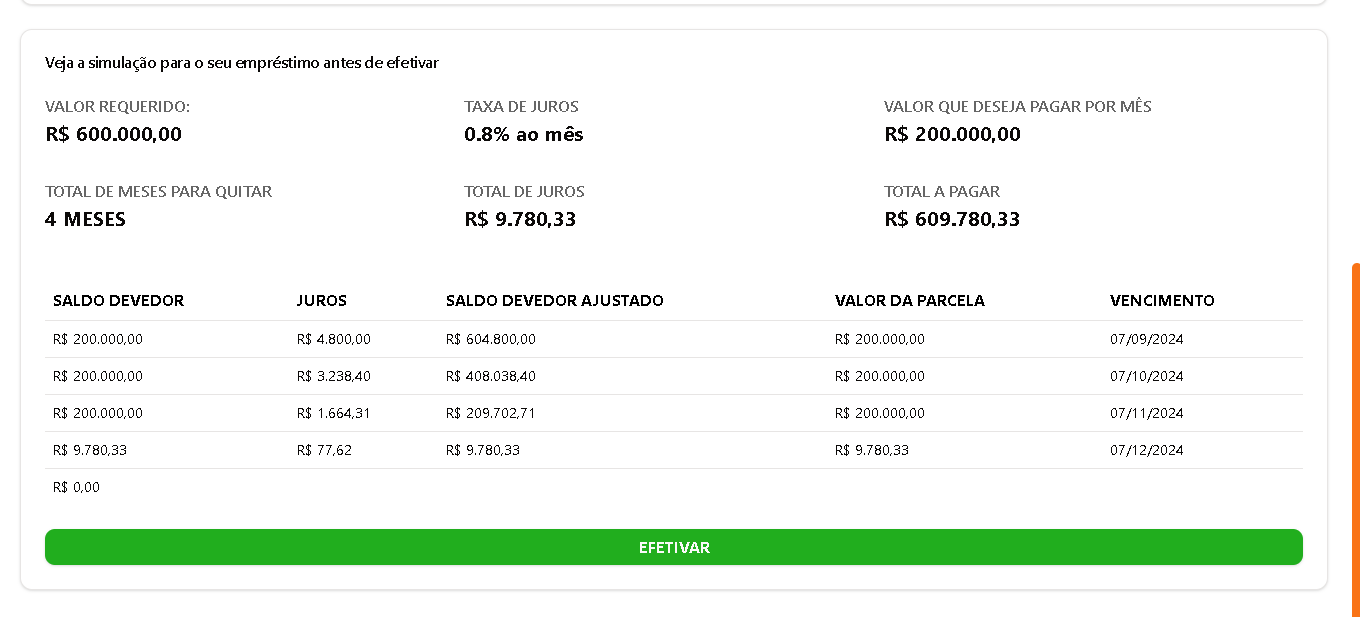 Veja a simulação para o seu empréstimo antes de efetivar
VALOR REQUERIDO: TAXA DE JUROS VALOR QUE DESEJA PAGAR POR MÊS
R$ 600.000,00 0.8% ao mês R$ 200.000,00
TOTAL DE MESES PARA QUITAR TOTAL DE JUROS TOTAL A PAGAR
4 MESES R$ 9.780,33 R$ 609.780,33
SALDO DEVEDOR JUROS SALDO DEVEDOR AJUSTADO VALOR DA PARCELA VENCIMENTO
R$ 200.000,00 R$ 4.800,00 R$ 604.800,00 R$ 200.000,00 07/09/2024
R$ 200.000,00 R$ 3.238,40 R$ 408.038,40 R$ 200.000,00 07/10/2024
R$ 200.000,00 R$ 1.664,31 R$ 209.702,71 R$ 200.000,00 07/11/2024
R$ 9.780,33 R$ 77,62 R$ 9.780,33 R$ 9.780,33 07/12/2024
R$ 0,00
EFETIVAR